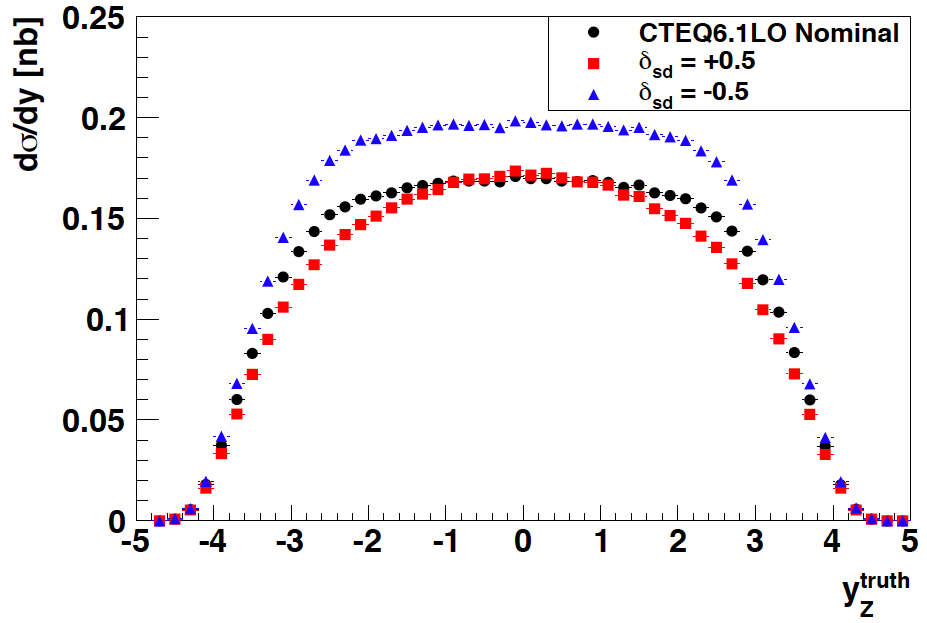 dσ/dy [nb]
0.25
0.2
0.15
0.1
0.05
0
CTEQ6.1LO Nominal
δsd = +0.5
δsd = -0.5
-5 -4 -3 -2 -1 0 1 2 3 4 5
yZtruth